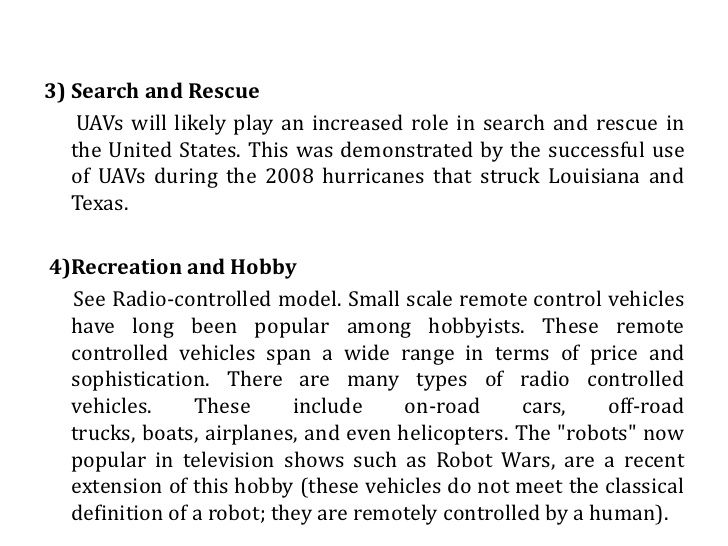 3) Search and Rescue
UAVs will likely play an increased role in search and rescue in
the United States. This was demonstrated by the successful use
of UAVs during the 2008 hurricanes that struck Louisiana and
Texas.
4)Recreation and Hobby
See Radio-controlled model. Small scale remote control vehicles
have long been popular among hobbyists. These remote
controlled vehicles span a wide range in terms of price and
sophistication. There are many types of radio controlled
vehicles. These include on-road cars, off-road
trucks, boats, airplanes, and even helicopters. The "robots" now
popular in television shows such as Robot Wars, are a recent
extension of this hobby (these vehicles do not meet the classical
definition of a robot; they are remotely controlled by a human).